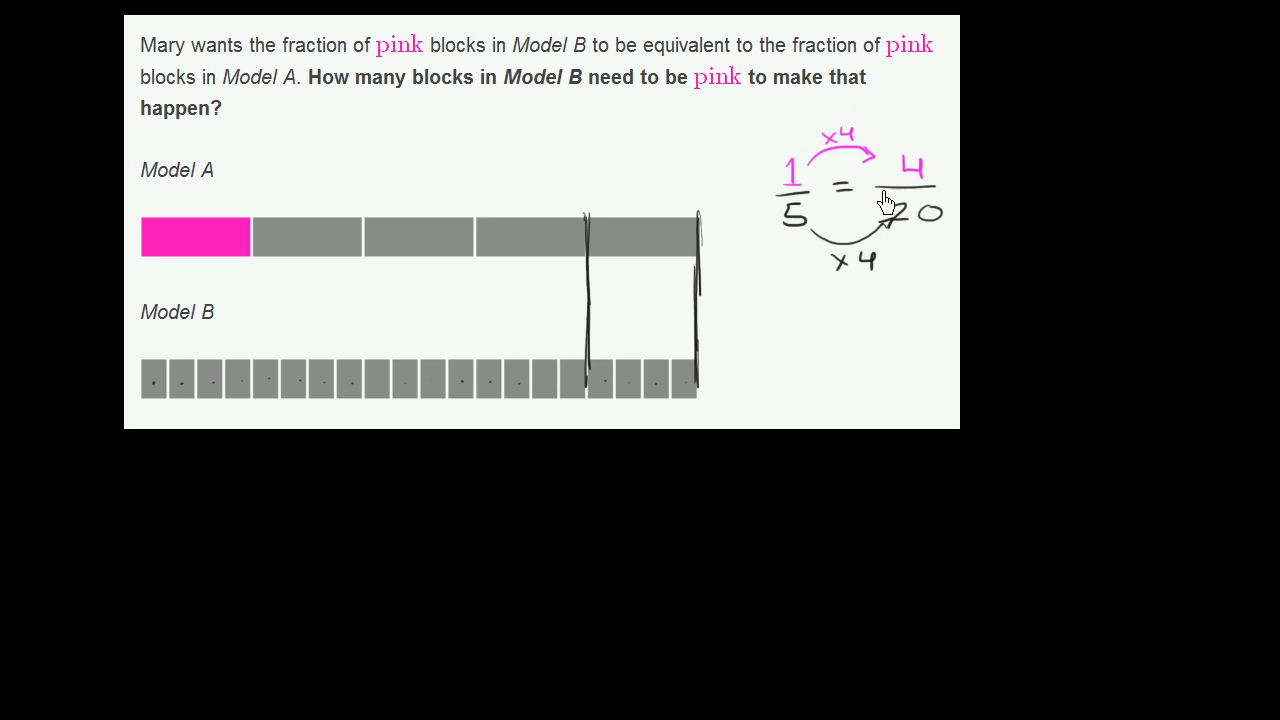 Mary wants the fraction of pink blocks in Model B to be equivalent to the fraction of pink
blocks in Model A. How many blocks in Model B need to be pink to make that
happen?
x4
1/5 = 4/20
x4
Model A
Model B